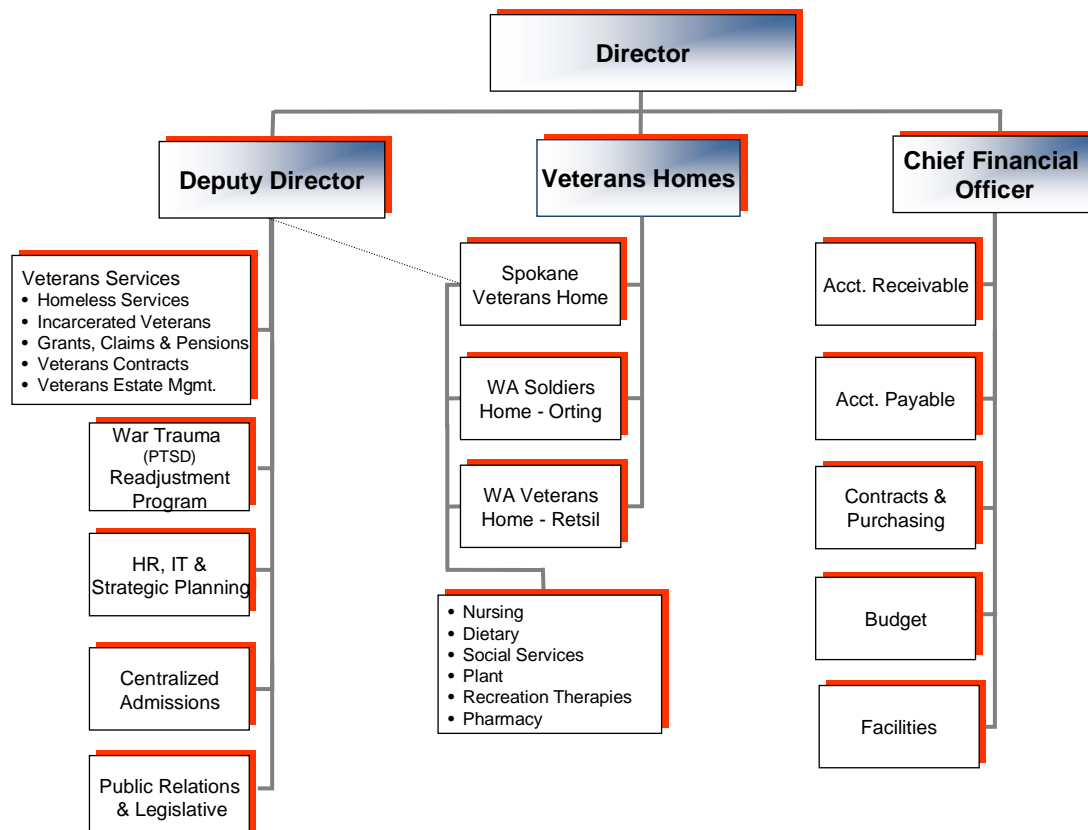 Director
Deputy Director
Veterans Homes
Chief Financial
Officer
Veterans Services
• Homeless Services
• Incarcerated Veterans
• Grants, Claims & Pensions
• Veterans Contracts
• Veterans Estate Mgmt.
War Trauma
(PTSD)
Readjustment
Program
HR, IT &
Strategic Planning
Centralized
Admissions
Public Relations
& Legislative
Spokane
Veterans Home
WA Soldiers
Home - Orting
WA Veterans
Home - Retsil
• Nursing
• Dietary
• Social Services
• Plant
• Recreation Therapies
• Pharmacy
Acct. Receivable
Acct. Payable
Contracts &
Purchasing
Budget
Facilities